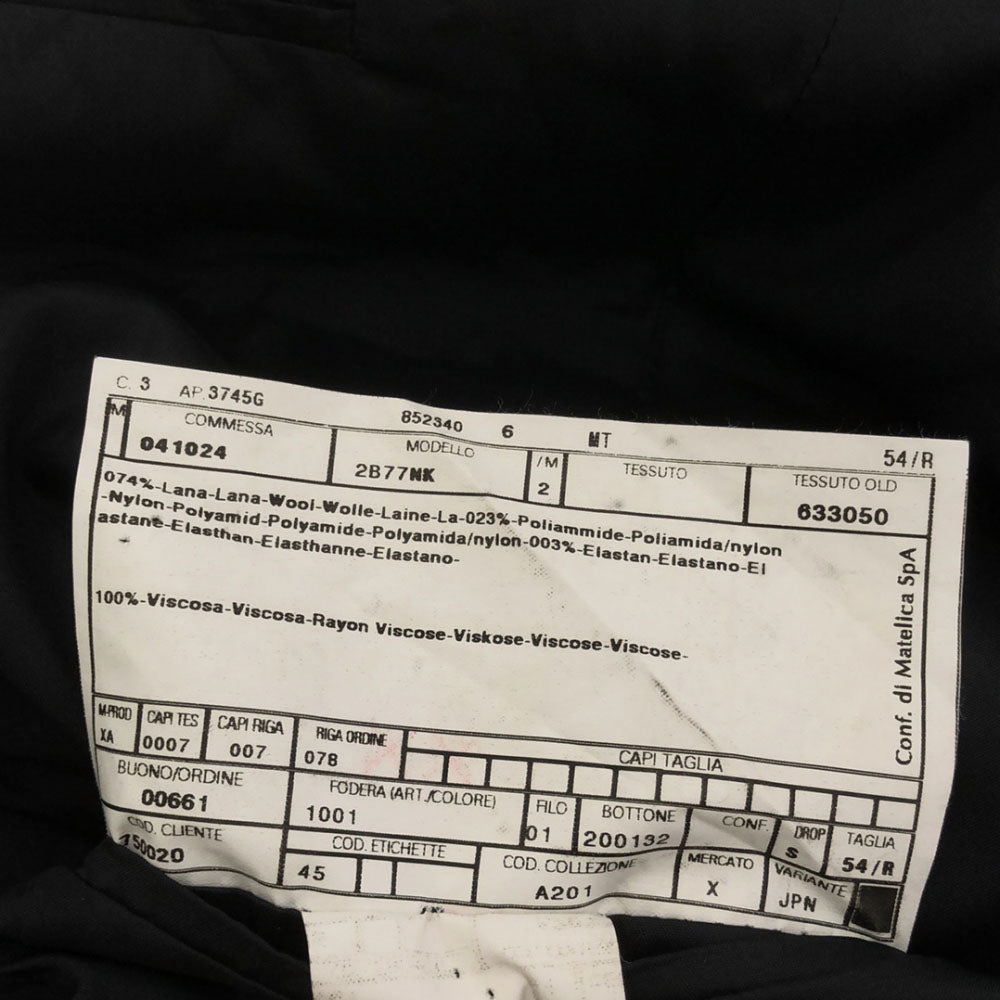 C. 3 AP.3745G 852340 6 MT 54/R
M COMMESSA MODELLO /M TESSUTO TESSUTO OLD
041024 2B77NK 2 633050
074%-Lana-Lana-Wool-Wolle-Laine-La-023%-Poliammide-Poliamida/nylon
-Nylon-Polyamid-Polyamide-Polyamida/nylon-003%-Elastan-Elastano-El
astane-Elasthan-Elasthanne-Elastano-
100%-Viscosa-Viscosa-Rayon Viscose-Viskose-Viscose-Viscose-
Conf. di Matelica SpA
M-PROD CAPI TES CAPI RIGA RIGA ORDINE CAPI TAGLIA
XA 0007 007 078
BUONO/ORDINE FODERA (ART./COLORE) FILO BOTTONE CONF. DROP TAGLIA
00661 1001 01 200132 S 54/R
COD. CLIENTE COD. ETICHETTE COD. COLLEZIONE MERCATO VARIANTE
150020 45 A201 X JPN